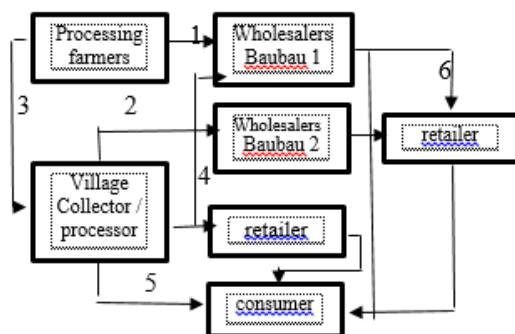 Processing
farmers
1
Wholesalers
Baubau 1
6
3
2
Wholesalers
Baubau 2
retailer
Village
Collector /
processor
4
retailer
5
consumer